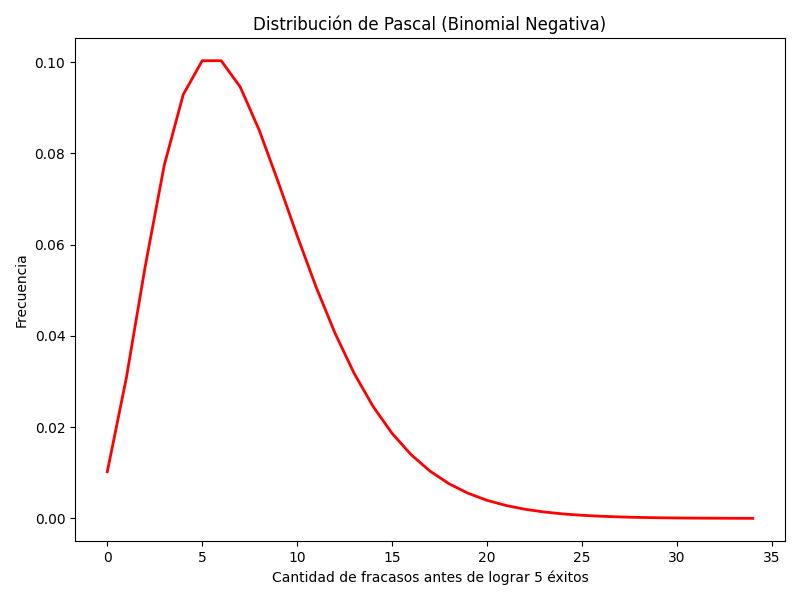 Distribución de Pascal (Binomial Negativa)
Frecuencia
0.10
0.08
0.06
0.04
0.02
0.00
0 5 10 15 20 25 30 35
Cantidad de fracasos antes de lograr 5 éxitos